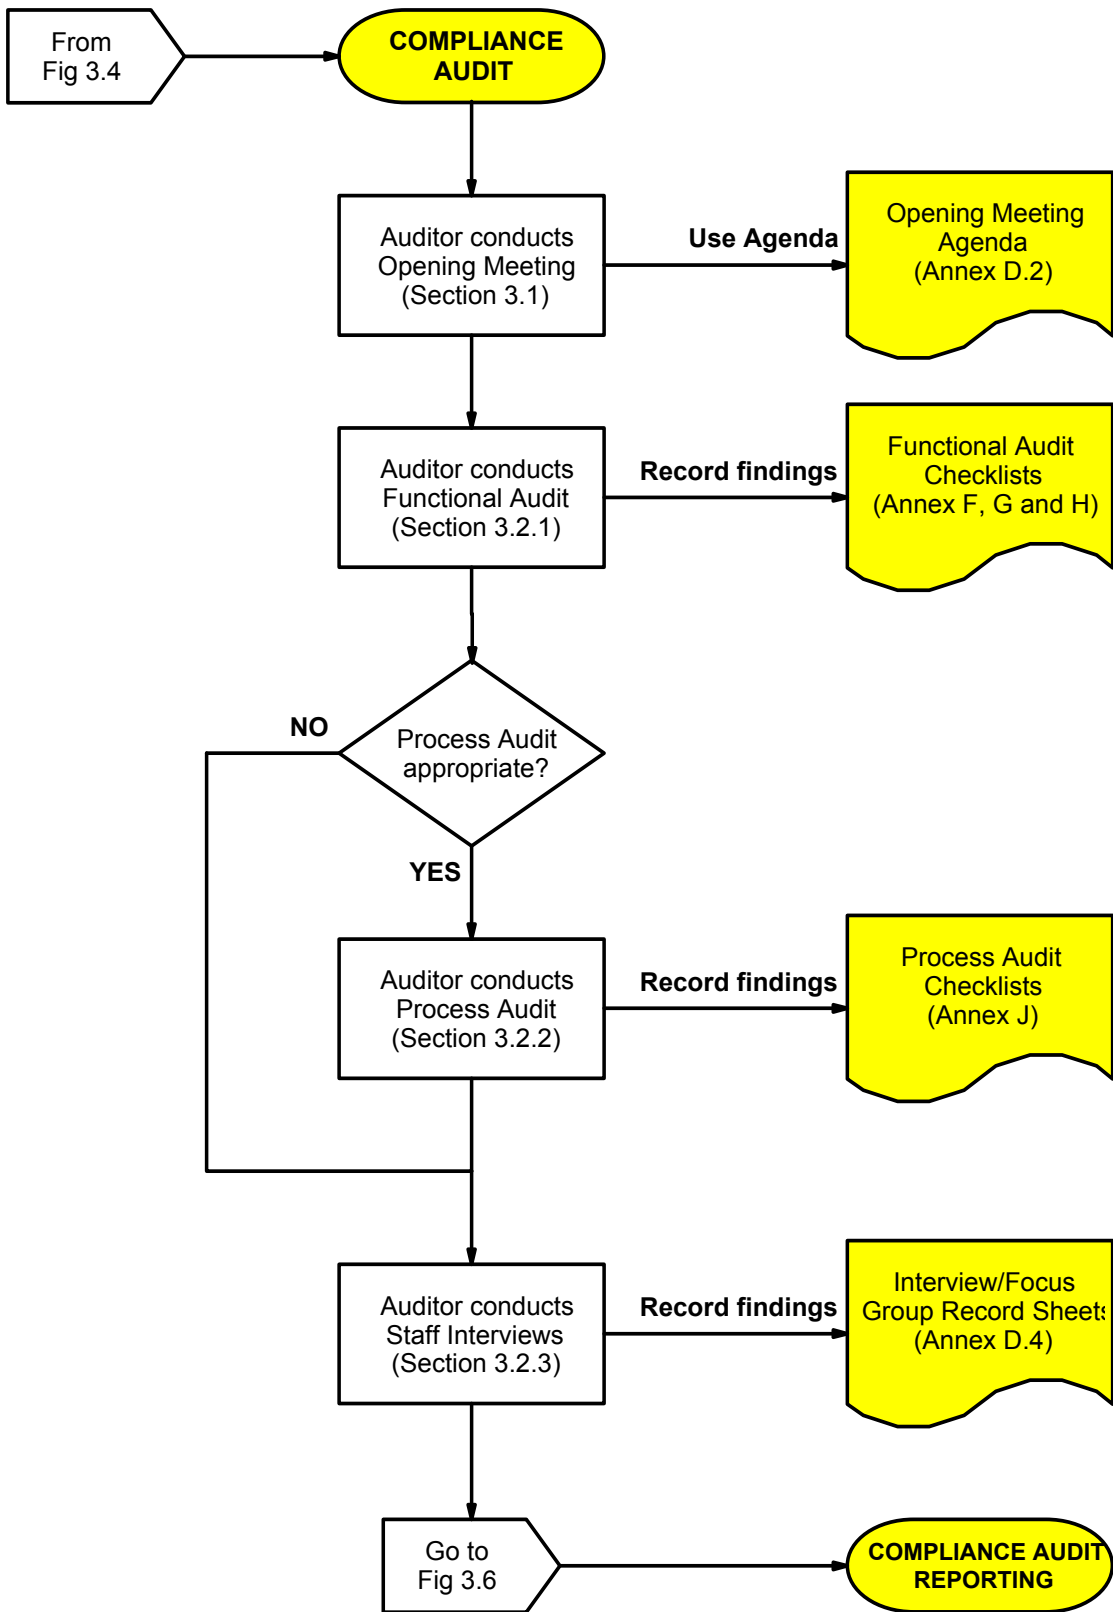 From
Fig 3.4
COMPLIANCE
AUDIT
Auditor conducts
Opening Meeting
(Section 3.1)
Use Agenda
Opening Meeting
Agenda
(Annex D.2)
Auditor conducts
Functional Audit
(Section 3.2.1)
Record findings
Functional Audit
Checklists
(Annex F, G and H)
NO
Process Audit
appropriate?
YES
Auditor conducts
Process Audit
(Section 3.2.2)
Record findings
Process Audit
Checklists
(Annex J)
Auditor conducts
Staff Interviews
(Section 3.2.3)
Record findings
Interview/Focus
Group Record Sheets
(Annex D.4)
Go to
Fig 3.6
COMPLIANCE AUDIT
REPORTING